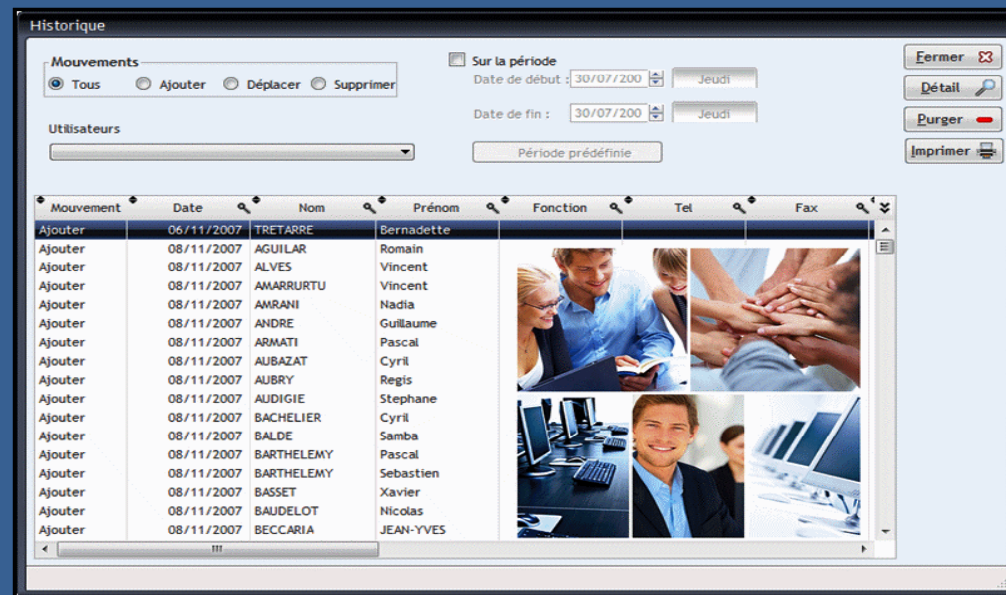 Historique
Mouvements
Tous Ajouter Déplacer Supprimer
Utilisateurs
Sur la période
Date de début : 30/07/200 Jeudi
Date de fin : 30/07/200 Jeudi
Période prédéfinie
Fermer
Détail
Purger
Imprimer
Mouvement Date Nom Prénom Fonction Tel Fax
Ajouter 06/11/2007 TRETARRE Bernadette
Ajouter 08/11/2007 AGUILAR Romain
Ajouter 08/11/2007 ALVES Vincent
Ajouter 08/11/2007 AMARRURTU Vincent
Ajouter 08/11/2007 AMRANI Nadia
Ajouter 08/11/2007 ANDRE Guillaume
Ajouter 08/11/2007 ARMATI Pascal
Ajouter 08/11/2007 AUBAZAT Cyril
Ajouter 08/11/2007 AUBRY Regis
Ajouter 08/11/2007 AUDIGIE Stephane
Ajouter 08/11/2007 BACHELIER Cyril
Ajouter 08/11/2007 BALDE Samba
Ajouter 08/11/2007 BARTHELEMY Pascal
Ajouter 08/11/2007 BARTHELEMY Sebastien
Ajouter 08/11/2007 BASSET Xavier
Ajouter 08/11/2007 BAUDELOT Nicolas
Ajouter 08/11/2007 BECCARIA JEAN-YVES